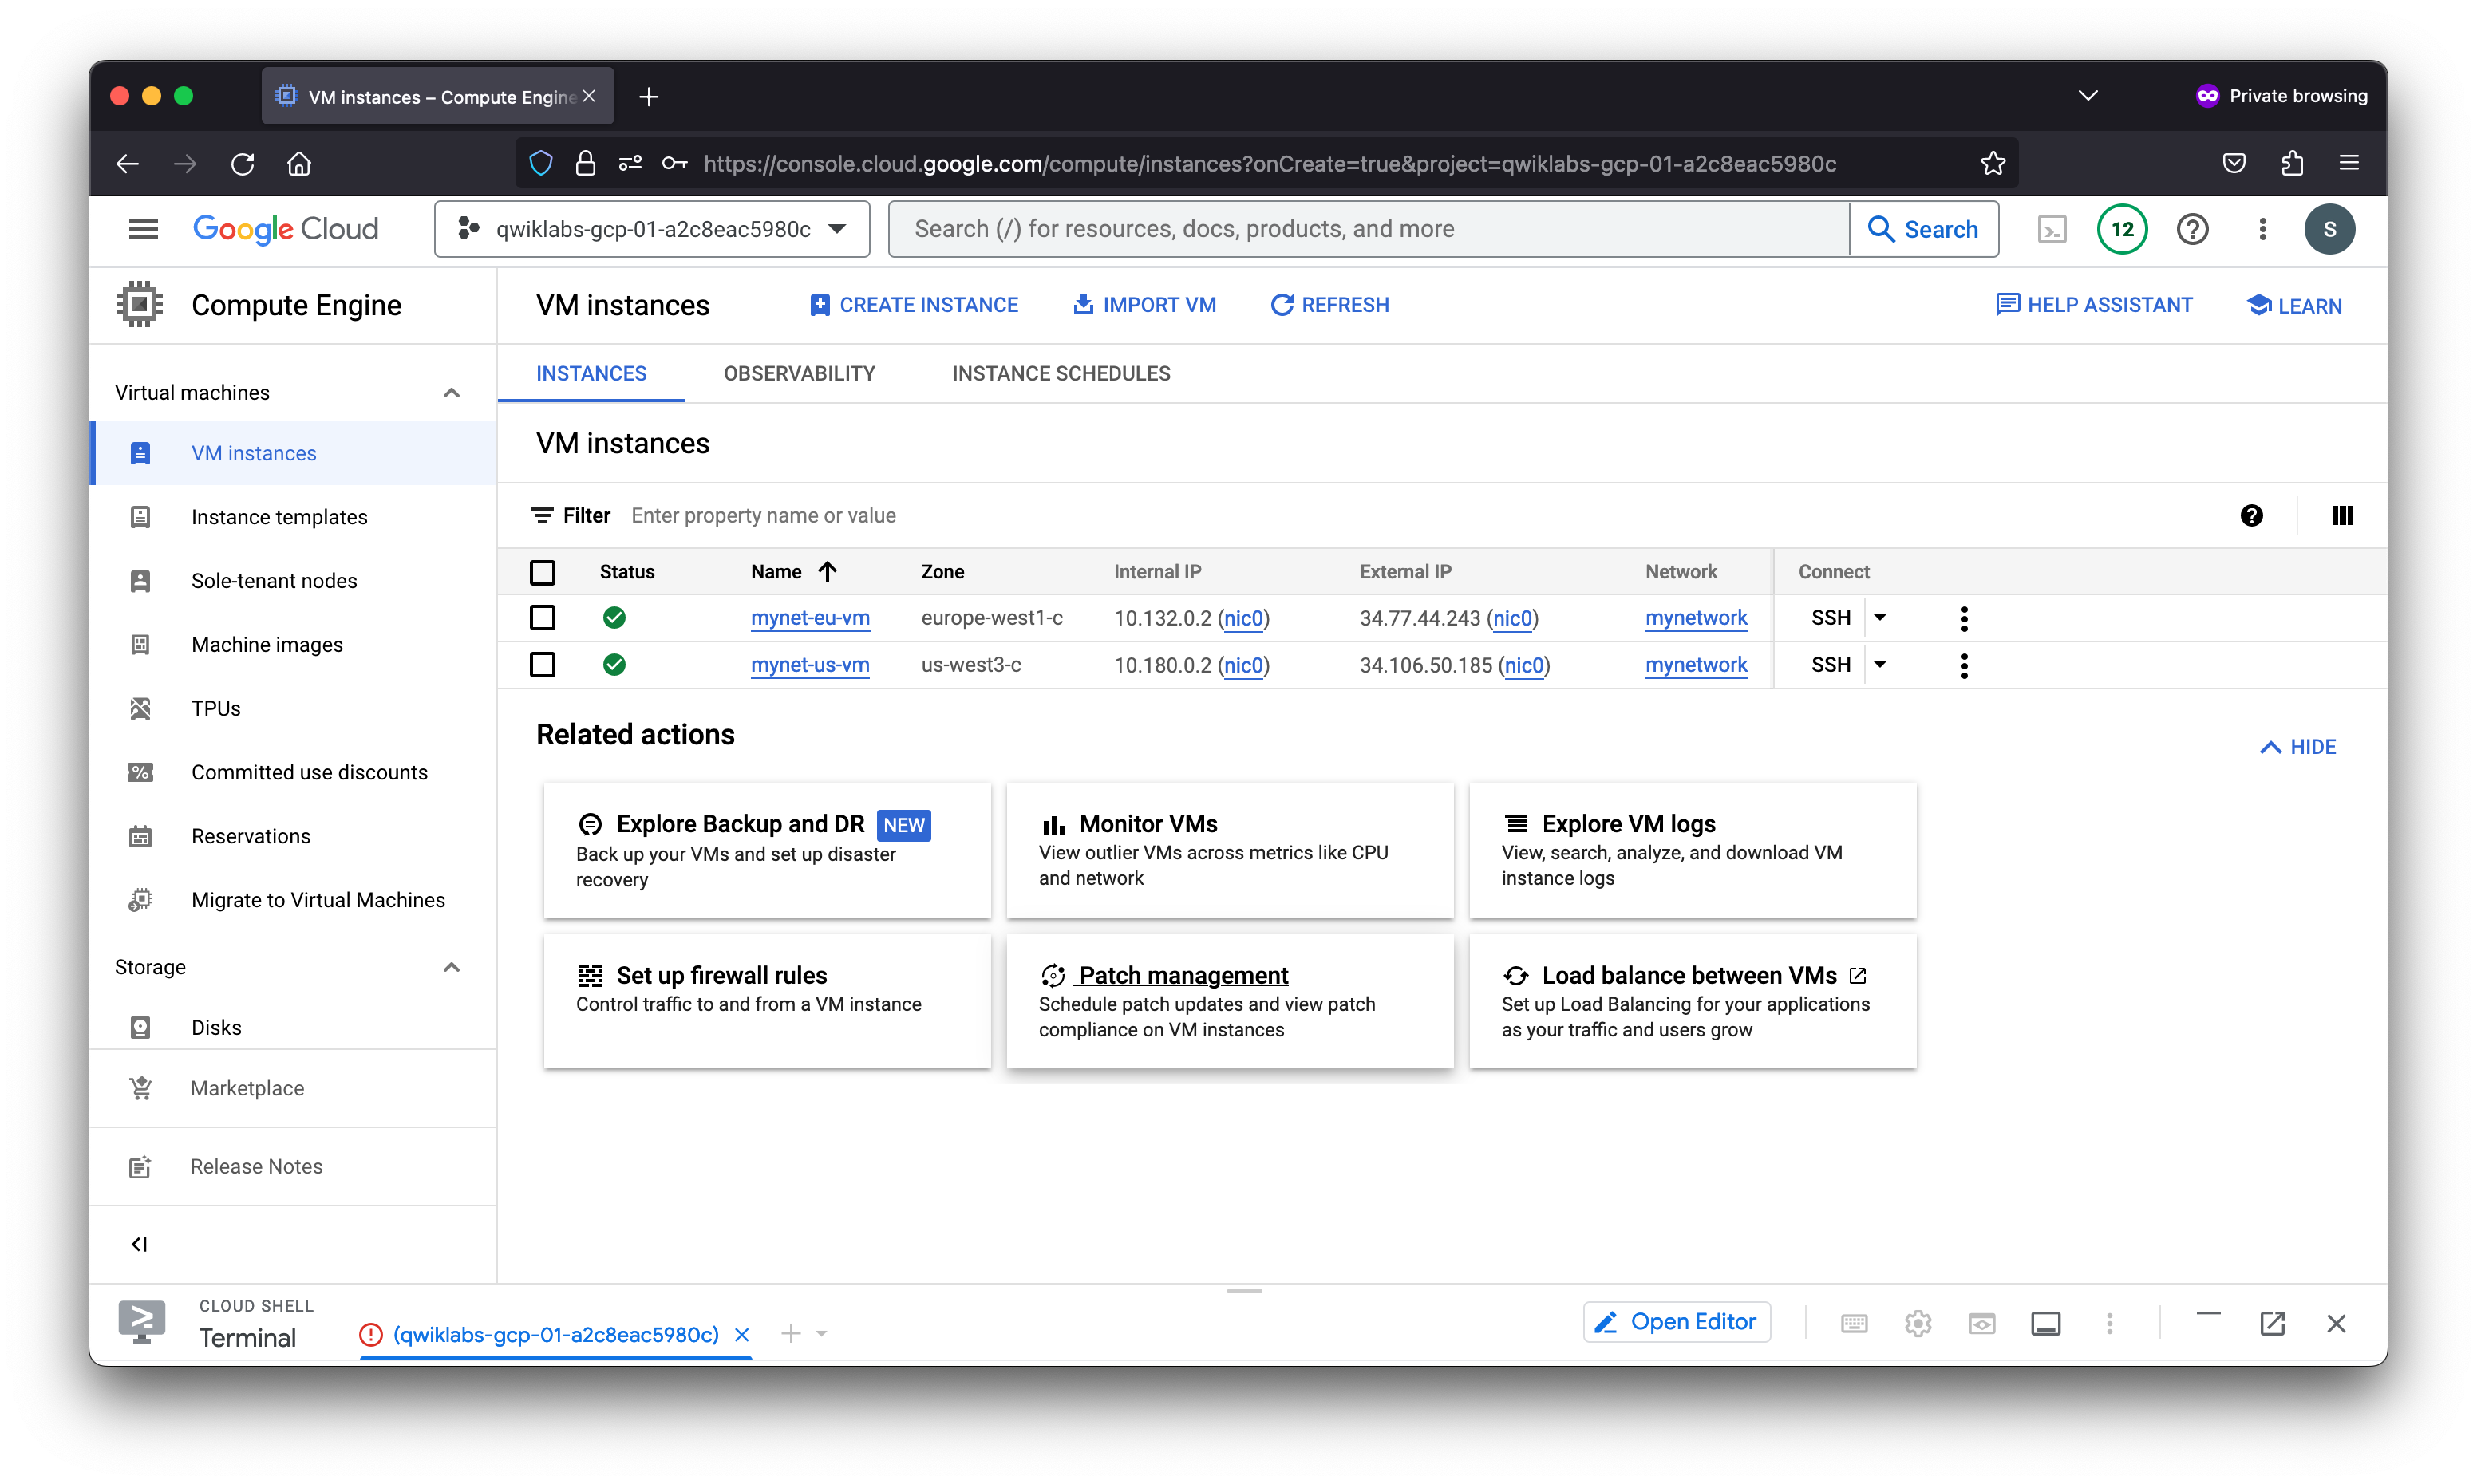 VM instances – Compute Engine
Private browsing
https://console.cloud.google.com/compute/instances?onCreate=true&project=qwiklabs-gcp-01-a2c8eac5980c
Google Cloud
qwiklabs-gcp-01-a2c8eac5980c
Search (/) for resources, docs, products, and more
Search
12
S
Compute Engine
VM instances
CREATE INSTANCE
IMPORT VM
REFRESH
HELP ASSISTANT
LEARN
Virtual machines
VM instances
Instance templates
Sole-tenant nodes
Machine images
TPUs
Committed use discounts
Reservations
Migrate to Virtual Machines
Storage
Disks
Marketplace
Release Notes
INSTANCES OBSERVABILITY INSTANCE SCHEDULES
VM instances
Filter Enter property name or value
Status Name Zone Internal IP External IP Network Connect
mynet-eu-vm europe-west1-c 10.132.0.2 (nic0) 34.77.44.243 (nic0) mynetwork SSH
mynet-us-vm us-west3-c 10.180.0.2 (nic0) 34.106.50.185 (nic0) mynetwork SSH
Related actions
HIDE
Explore Backup and DR NEW
Back up your VMs and set up disaster
recovery
Monitor VMs
View outlier VMs across metrics like CPU
and network
Explore VM logs
View, search, analyze, and download VM
instance logs
Set up firewall rules
Control traffic to and from a VM instance
Patch management
Schedule patch updates and view patch
compliance on VM instances
Load balance between VMs
Set up Load Balancing for your applications
as your traffic and users grow
CLOUD SHELL
Terminal
(qwiklabs-gcp-01-a2c8eac5980c)
Open Editor